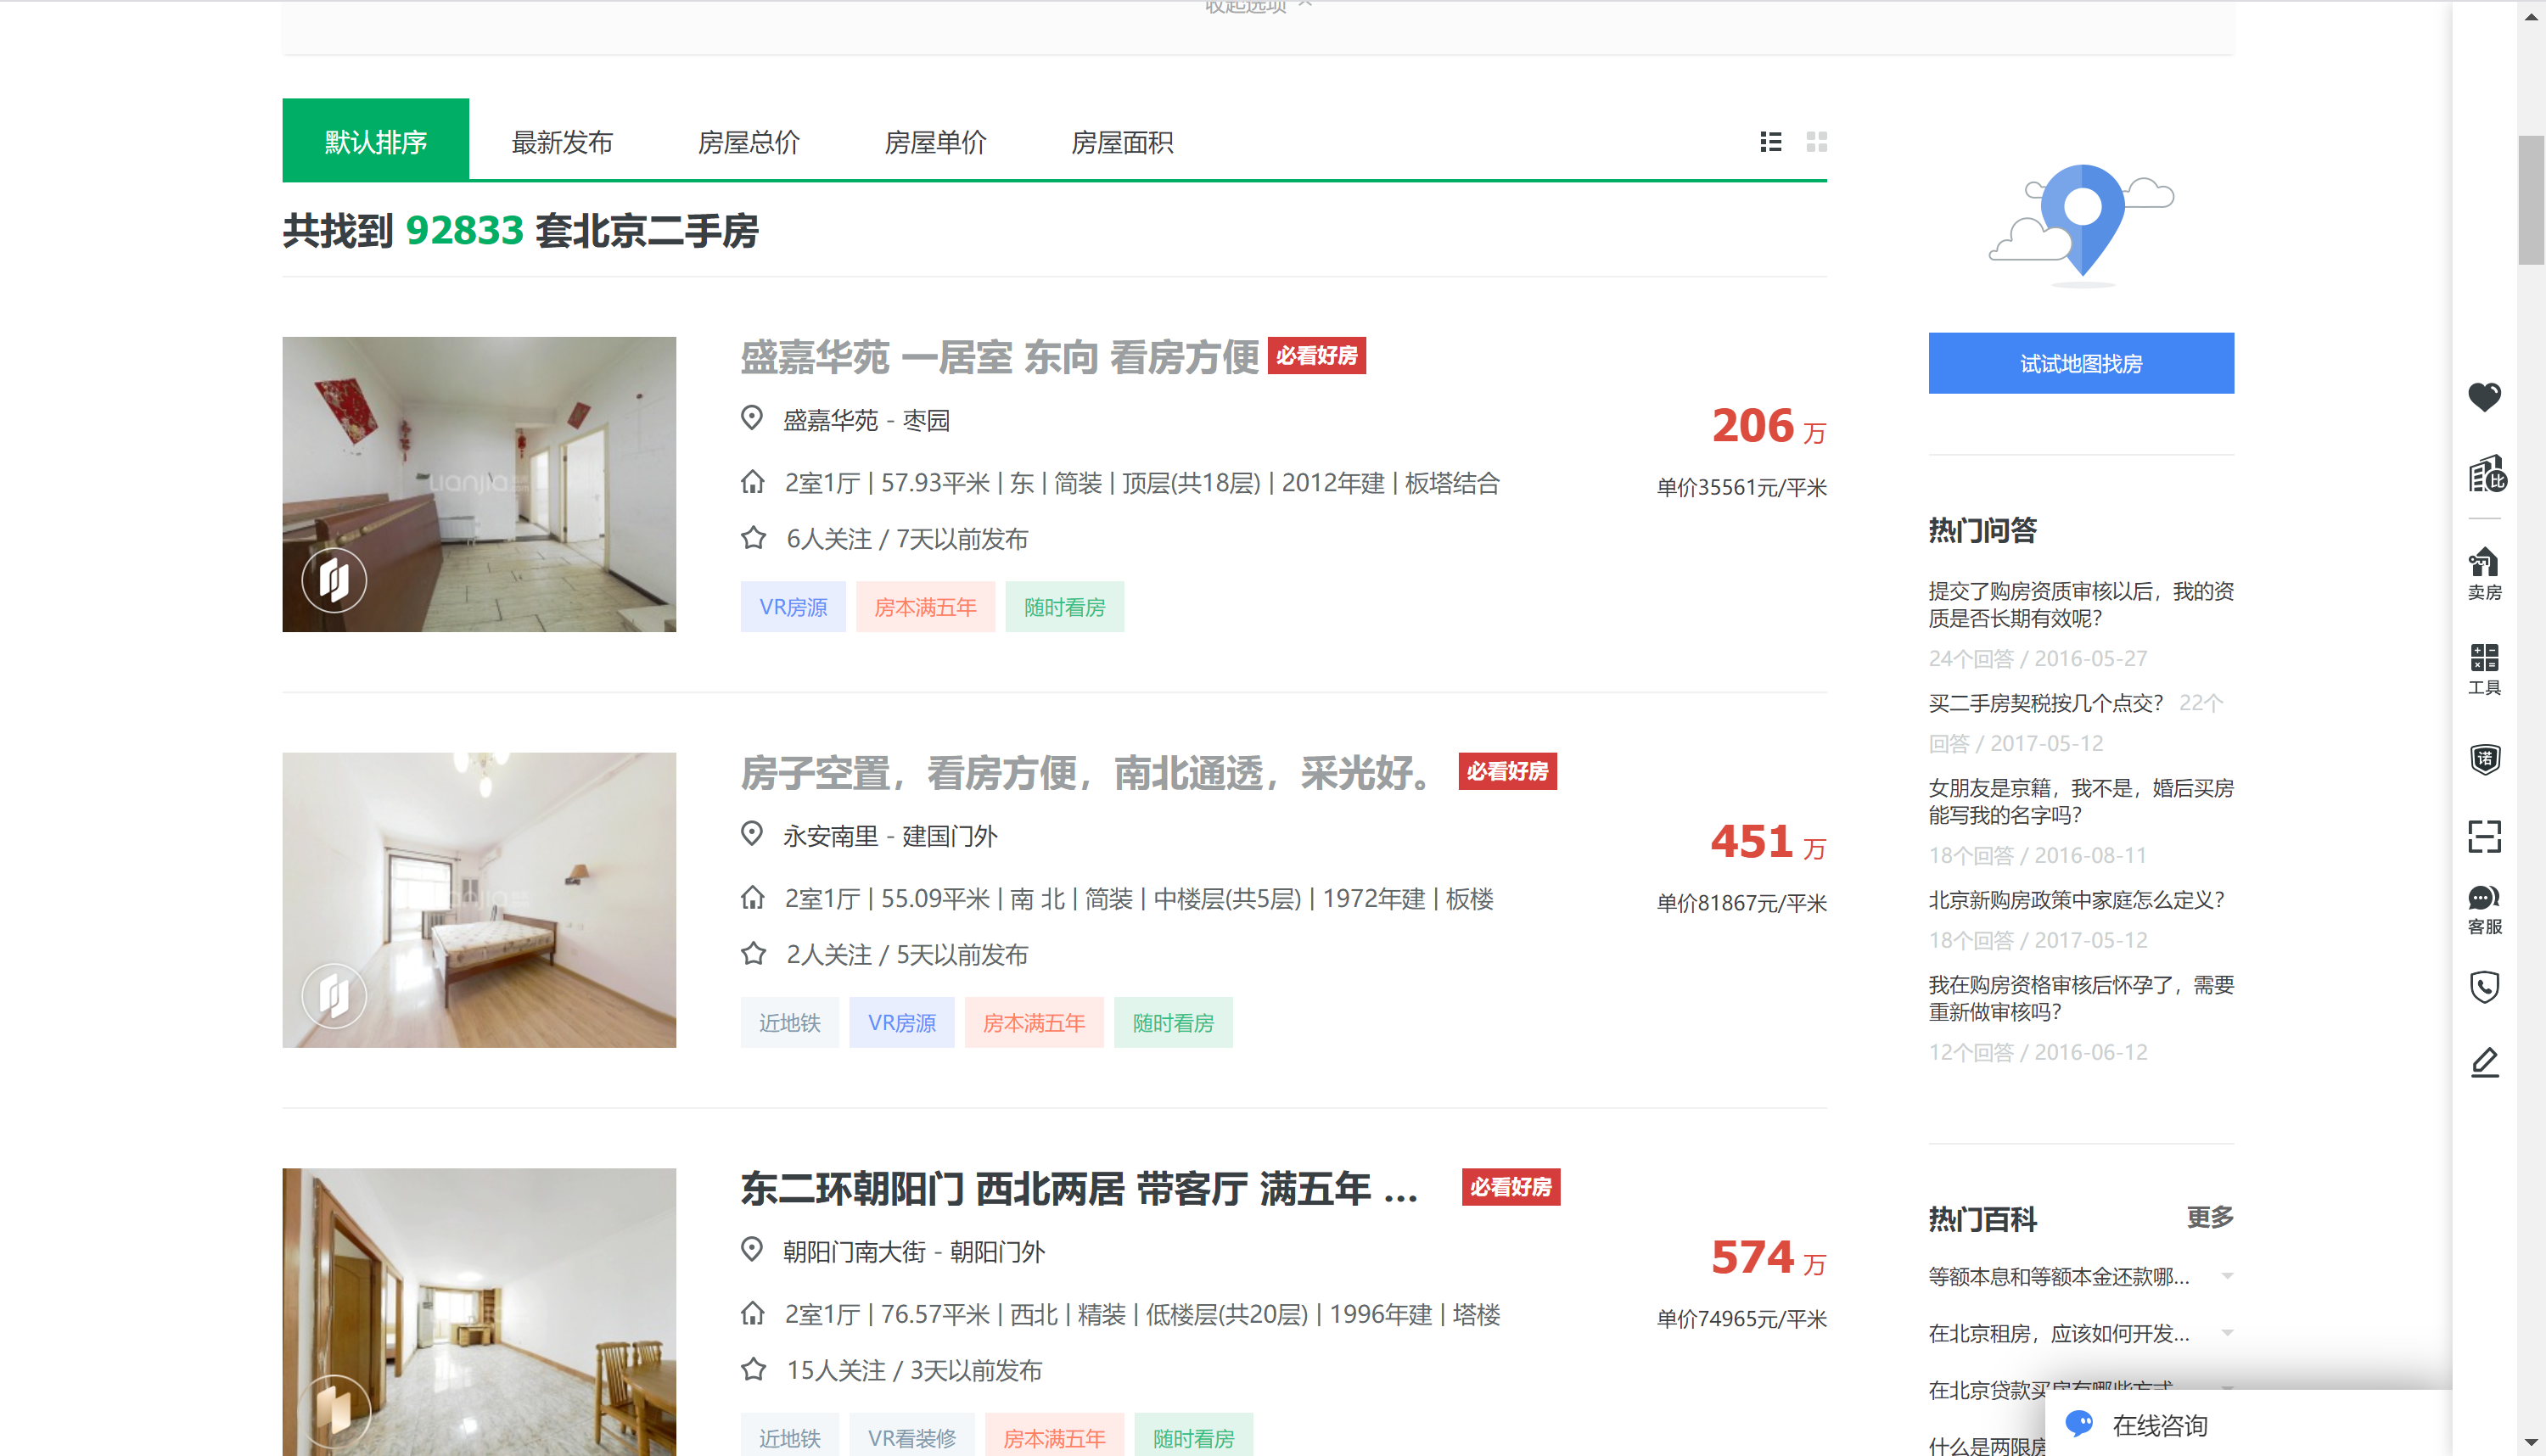 收起选项
默认排序 最新发布 房屋总价 房屋单价 房屋面积
共找到 92833 套北京二手房
盛嘉华苑 一居室 东向 看房方便 必看好房
盛嘉华苑 - 枣园
206 万
2室1厅 | 57.93平米 | 东 | 简装 | 顶层(共18层) | 2012年建 | 板塔结合
单价35561元/平米
6人关注 / 7天以前发布
VR房源 房本满五年 随时看房
房子空置，看房方便，南北通透，采光好。 必看好房
永安南里 - 建国门外
451 万
2室1厅 | 55.09平米 | 南 北 | 简装 | 中楼层(共5层) | 1972年建 | 板楼
单价81867元/平米
2人关注 / 5天以前发布
近地铁 VR房源 房本满五年 随时看房
东二环朝阳门 西北两居 带客厅 满五年 ... 必看好房
朝阳门南大街 - 朝阳门外
574 万
2室1厅 | 76.57平米 | 西北 | 精装 | 低楼层(共20层) | 1996年建 | 塔楼
单价74965元/平米
15人关注 / 3天以前发布
近地铁 VR看装修 房本满五年 随时看房
试试地图找房
热门问答
提交了购房资质审核以后，我的资
质是否长期有效呢？
24个回答 / 2016-05-27
买二手房契税按几个点交？ 22个
回答 / 2017-05-12
女朋友是京籍，我不是，婚后买房
能写我的名字吗？
18个回答 / 2016-08-11
北京新购房政策中家庭怎么定义？
18个回答 / 2017-05-12
我在购房资格审核后怀孕了，需要
重新做审核吗？
12个回答 / 2016-06-12
热门百科 更多
等额本息和等额本金还款哪...
在北京租房，应该如何开发...
在北京贷款买房有哪些方式
什么是两限房
在线咨询
比
卖房
工具
诺
客服